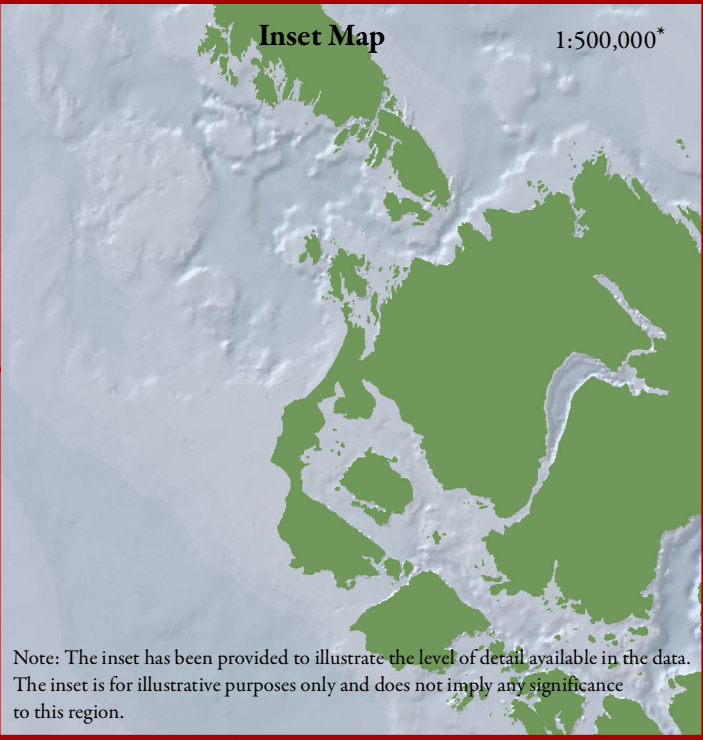 Inset Map
1:500,000*
Note: The inset has been provided to illustrate the level of detail available in the data.
The inset is for illustrative purposes only and does not imply any significance
to this region.